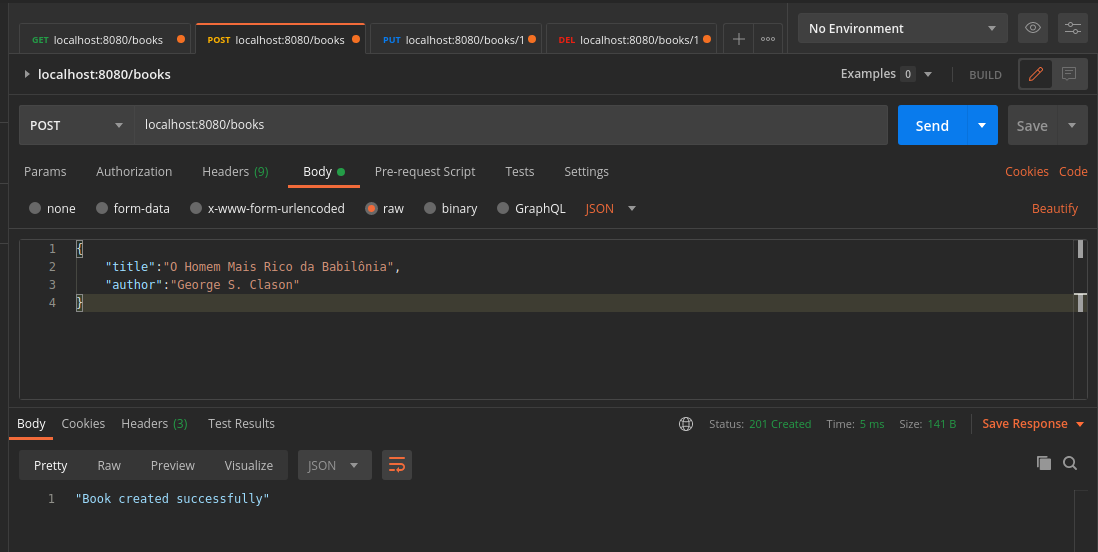 GET localhost:8080/books POST localhost:8080/books PUT localhost:8080/books/1 DEL localhost:8080/books/1 No Environment
localhost:8080/books Examples 0 BUILD
POST localhost:8080/books Send Save
Params Authorization Headers (9) Body Pre-request Script Tests Settings Cookies Code
none form-data x-www-form-urlencoded raw binary GraphQL JSON Beautify
1 {
2 "title":"O Homem Mais Rico da Babilônia",
3 "author":"George S. Clason"
4 }
Body Cookies Headers (3) Test Results Status: 201 Created Time: 5 ms Size: 141 B Save Response
Pretty Raw Preview Visualize JSON
1 "Book created successfully"